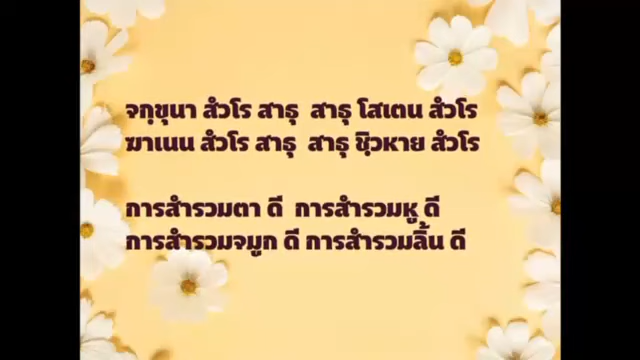 จกฺขุนา สํวโร สาธุ สาธุ โสเตน สํวโร
ฆาเนน สํวโร สาธุ สาธุ ชิวฺหาย สํวโร
การสำรวมตา ดี การสำรวมหู ดี
การสำรวมจมูก ดี การสำรวมลิ้น ดี